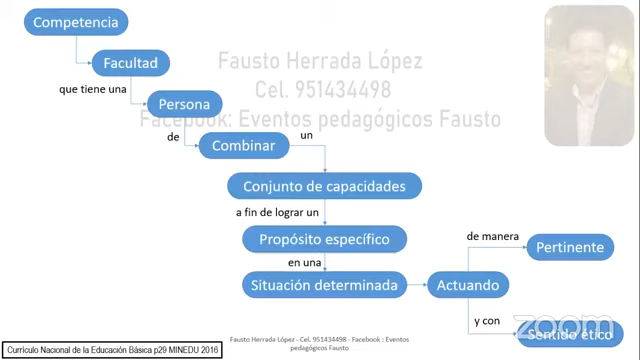 Competencia
Fausto Herrada López
Facultad
Cel. 951434498
que tiene una
Persona
Facebook: Eventos pedagógicos Fausto
de
Combinar
un
Conjunto de capacidades
a fin de lograr un
Propósito específico
de manera
Pertinente
en una
Situación determinada
Actuando
y con
Sentido ético
zoom
Currículo Nacional de la Educación Básica p29 MINEDU 2016
Fausto Herrada López - Cel. 951434498 - Facebook : Eventos
pedagógicos Fausto